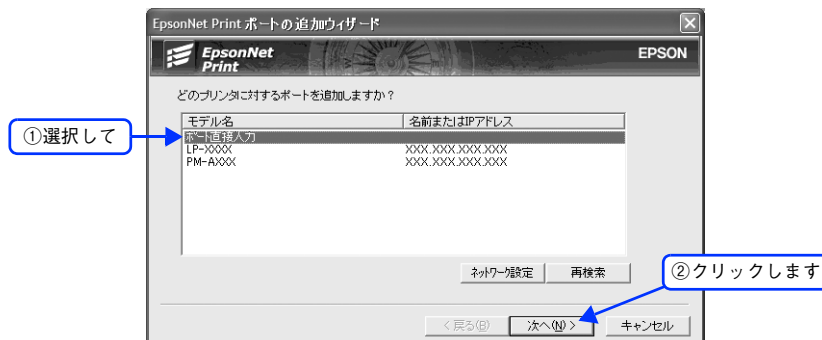 EpsonNet Print ポートの追加ウィザード
EpsonNet
Print
EPSON
どのプリンタに対するポートを追加しますか？
モデル名 名前またはIPアドレス
①選択して
ポート直接入力
LP-XXXX XXX.XXX.XXX.XXX
PM-AXXX XXX.XXX.XXX.XXX
ネットワーク設定 再検索
②クリックします
< 戻る(B) 次へ(N) > キャンセル